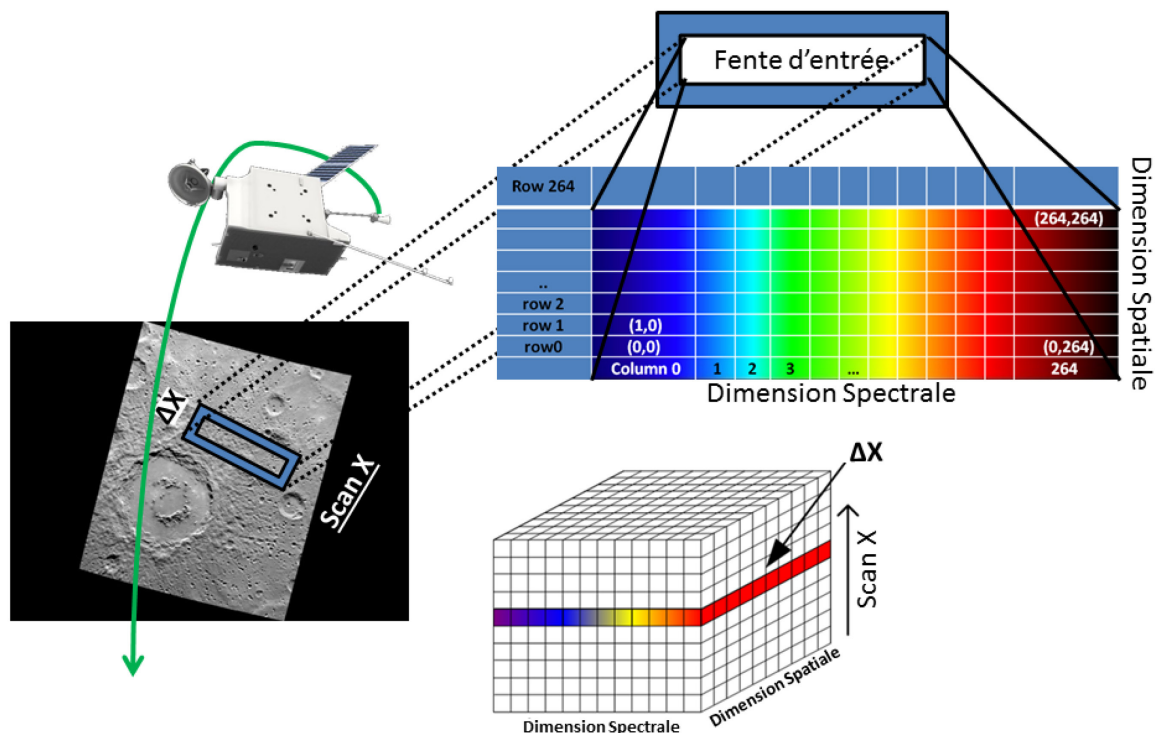 Fente d'entrée
Row 264
(264,264)
..
row 2
row 1
(1,0)
row0
(0,0)
(0,264)
Column 0
1
2
3
...
264
Dimension Spectrale
Dimension Spatiale
ΔX
Scan X
ΔX
Scan X
Dimension Spatiale
Dimension Spectrale